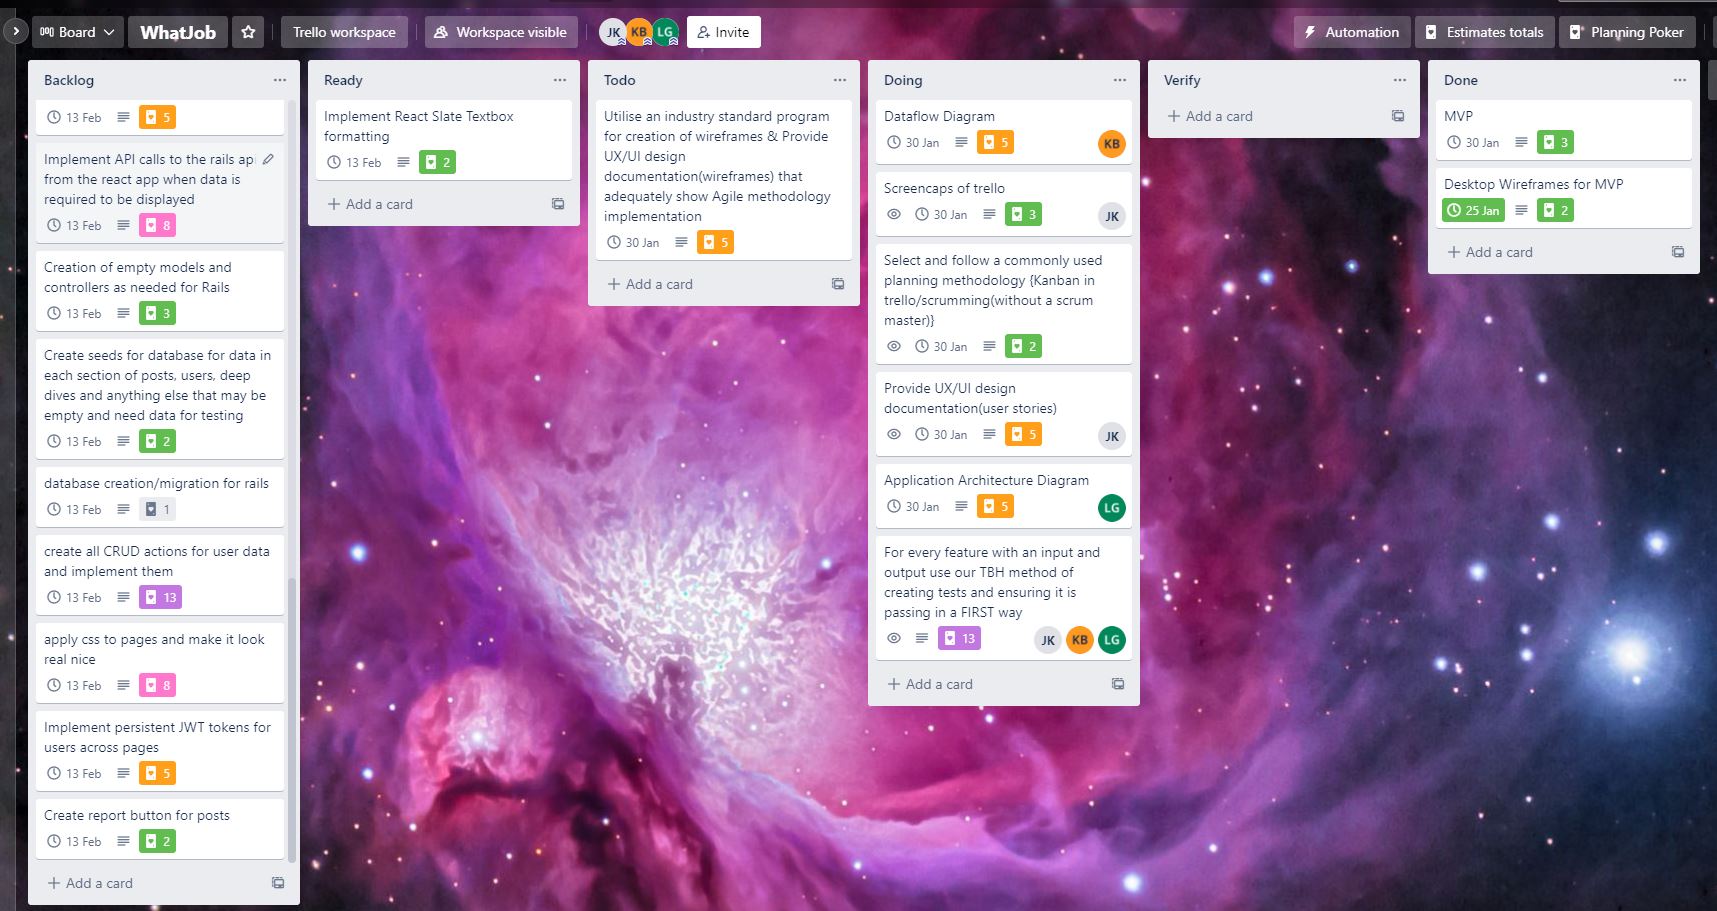 Board
WhatJob
Trello workspace
Workspace visible
JK
KB
LG
Invite
Automation
Estimates totals
Planning Poker
Backlog
13 Feb
5
Implement API calls to the rails api
from the react app when data is
required to be displayed
13 Feb
8
Creation of empty models and
controllers as needed for Rails
13 Feb
3
Create seeds for database for data in
each section of posts, users, deep
dives and anything else that may be
empty and need data for testing
13 Feb
2
database creation/migration for rails
13 Feb
1
create all CRUD actions for user data
and implement them
13 Feb
13
apply css to pages and make it look
real nice
13 Feb
8
Implement persistent JWT tokens for
users across pages
13 Feb
5
Create report button for posts
13 Feb
2
Add a card
Ready
Implement React Slate Textbox
formatting
13 Feb
2
Add a card
Todo
Utilise an industry standard program
for creation of wireframes & Provide
UX/UI design
documentation(wireframes) that
adequately show Agile methodology
implementation
30 Jan
5
Add a card
Doing
Dataflow Diagram
30 Jan
5
KB
Screencaps of trello
30 Jan
3
JK
Select and follow a commonly used
planning methodology {Kanban in
trello/scrumming(without a scrum
master)}
30 Jan
2
Provide UX/UI design
documentation(user stories)
30 Jan
5
JK
Application Architecture Diagram
30 Jan
5
LG
For every feature with an input and
output use our TBH method of
creating tests and ensuring it is
passing in a FIRST way
13
JK
KB
LG
Add a card
Verify
Add a card
Done
MVP
30 Jan
3
Desktop Wireframes for MVP
25 Jan
2
Add a card